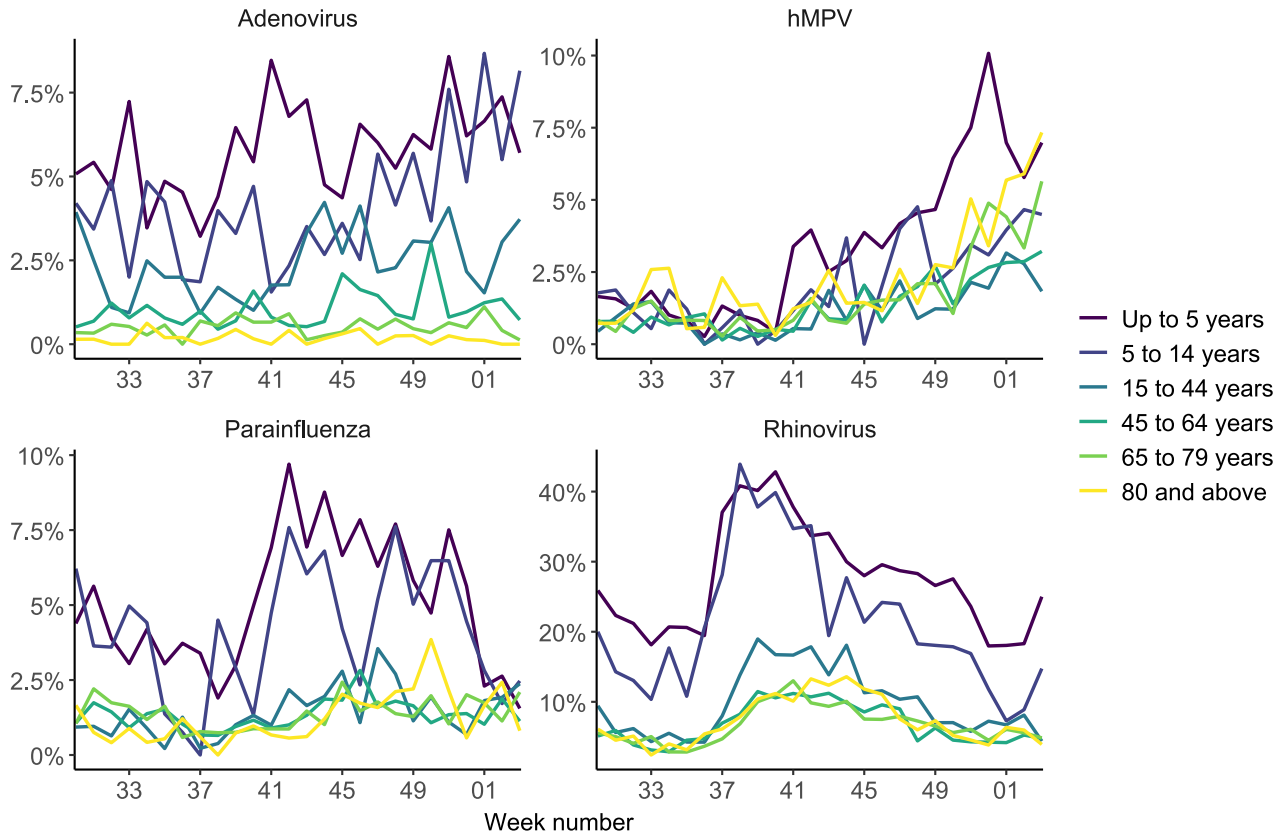 Adenovirus
hMPV
7.5%
5%
2.5%
0%
33 37 41 45 49 01
10%
7.5%
5%
2.5%
0%
33 37 41 45 49 01
Parainfluenza
Rhinovirus
10%
7.5%
5%
2.5%
0%
33 37 41 45 49 01
40%
30%
20%
10%
33 37 41 45 49 01
Week number
Up to 5 years
5 to 14 years
15 to 44 years
45 to 64 years
65 to 79 years
80 and above